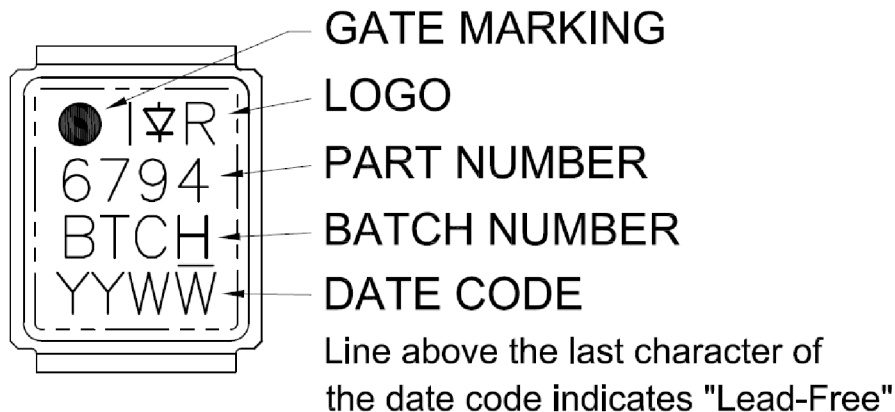 GATE MARKING
I R
LOGO
6794
PART NUMBER
BTCH
BATCH NUMBER
YYWW
DATE CODE
Line above the last character of
the date code indicates "Lead-Free"